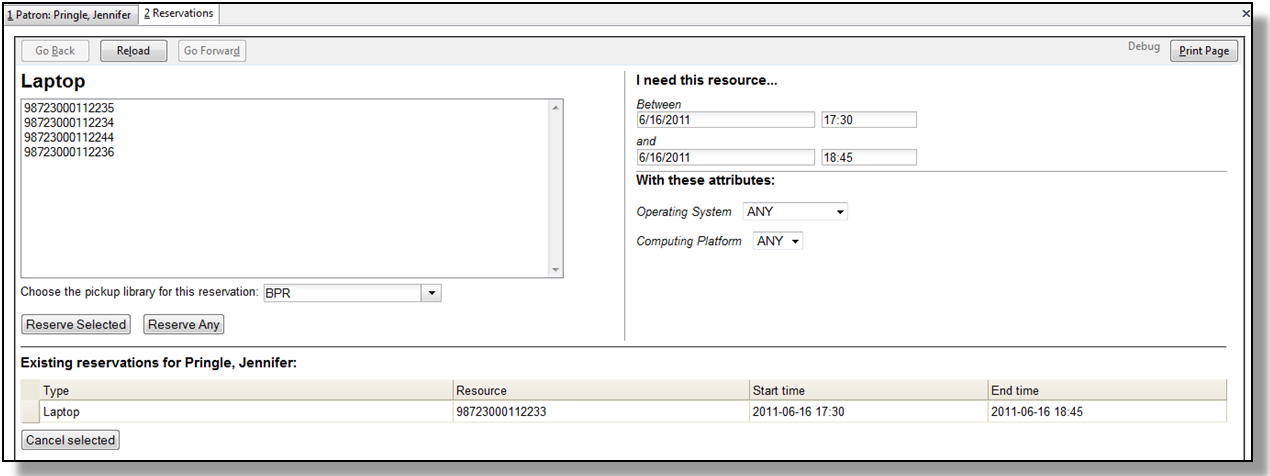 1 Patron: Pringle, Jennifer 2 Reservations ×
Go Back Reload Go Forward Debug Print Page
Laptop
98723000112235
98723000112234
98723000112244
98723000112236
Choose the pickup library for this reservation: BPR
Reserve Selected Reserve Any
I need this resource...
Between
6/16/2011 17:30
and
6/16/2011 18:45
With these attributes:
Operating System ANY
Computing Platform ANY
Existing reservations for Pringle, Jennifer:
Type Resource Start time End time
Laptop 98723000112233 2011-06-16 17:30 2011-06-16 18:45
Cancel selected